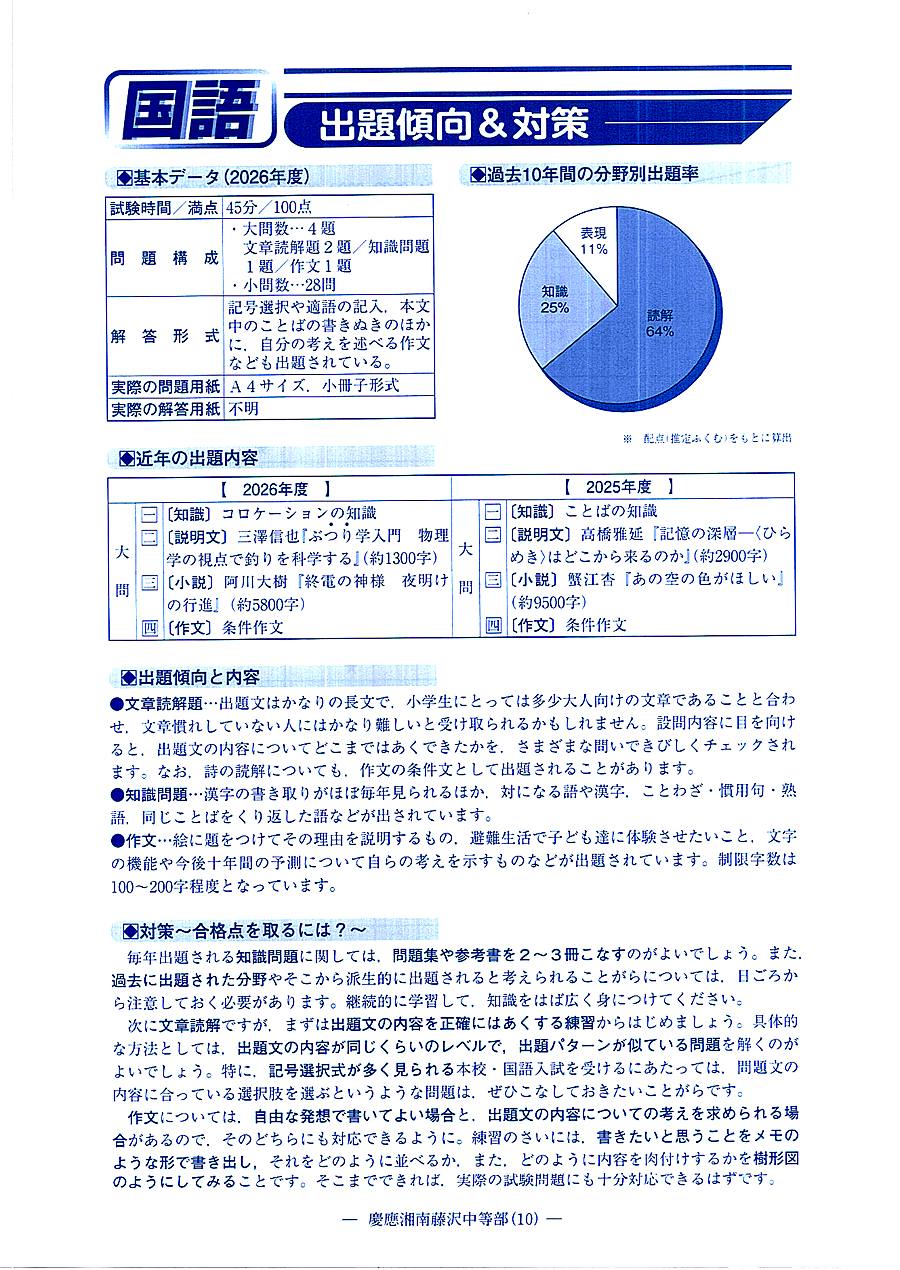 国語
出題傾向＆対策
◆基本データ(2026年度)
試験時間／満点 45分／100点
問題構成
・大問数…４題
文章読解題２題／知識問題
１題／作文１題
・小問数…28問
解答形式
記号選択や適語の記入，本文
中のことばの書きぬきのほか
に，自分の考えを述べる作文
なども出題されている。
実際の問題用紙 Ａ４サイズ，小冊子形式
実際の解答用紙 不明
◆過去10年間の分野別出題率
表現
11％
知識
25％
読解
64％
※ 配点(推定ふくむ)をもとに算出
◆近年の出題内容
【 2026年度 】
大問
一 〔知識〕コロケーションの知識
二 〔説明文〕三澤信也『ぶつり学入門 物理
学の視点で釣りを科学する』(約1300字)
三 〔小説〕阿川大樹『終電の神様 夜明け
の行進』(約5800字)
四 〔作文〕条件作文
【 2025年度 】
大問
一 〔知識〕ことばの知識
二 〔説明文〕高橋雅延『記憶の深層―〈ひら
めき〉はどこから来るのか』(約2900字)
三 〔小説〕蟹江杏『あの空の色がほしい』
(約9500字)
四 〔作文〕条件作文
◆出題傾向と内容
●文章読解題…出題文はかなりの長文で，小学生にとっては多少大人向けの文章であることと合わ
せ，文章慣れしていない人にはかなり難しいと受け取られるかもしれません。設問内容に目を向け
ると，出題文の内容についてどこまではあくできたかを，さまざまな問いできびしくチェックされ
ます。なお，詩の読解についても，作文の条件文として出題されることがあります。
●知識問題…漢字の書き取りがほぼ毎年見られるほか，対になる語や漢字，ことわざ・慣用句・熟
語，同じことばをくり返した語などが出されています。
●作文…絵に題をつけてその理由を説明するもの，避難生活で子ども達に体験させたいこと，文字
の機能や今後十年間の予測について自らの考えを示すものなどが出題されています。制限字数は
100〜200字程度となっています。
◆対策〜合格点を取るには？〜
毎年出題される知識問題に関しては，問題集や参考書を２〜３冊こなすのがよいでしょう。また，
過去に出題された分野やそこから派生的に出題されると考えられることがらについては，日ごろか
ら注意しておく必要があります。継続的に学習して，知識をはば広く身につけてください。
次に文章読解ですが，まずは出題文の内容を正確にはあくする練習からはじめましょう。具体的
な方法としては，出題文の内容が同じくらいのレベルで，出題パターンが似ている問題を解くのが
よいでしょう。特に，記号選択式が多く見られる本校・国語入試を受けるにあたっては，問題文の
内容に合っている選択肢を選ぶというような問題は，ぜひこなしておきたいことがらです。
作文については，自由な発想で書いてよい場合と，出題文の内容についての考えを求められる場
合があるので，そのどちらにも対応できるように。練習のさいには，書きたいと思うことをメモの
ような形で書き出し，それをどのように並べるか，また，どのように内容を肉付けするかを樹形図
のようにしてみることです。そこまでできれば，実際の試験問題にも十分対応できるはずです。
― 慶應湘南藤沢中等部(10) ―